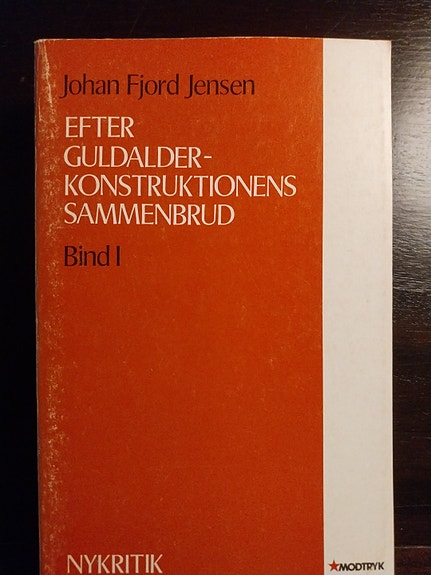 Johan Fjord Jensen
EFTER
GULDALDER-
KONSTRUKTIONENS
SAMMENBRUD
Bind I
NYKRITIK
MODTRYK